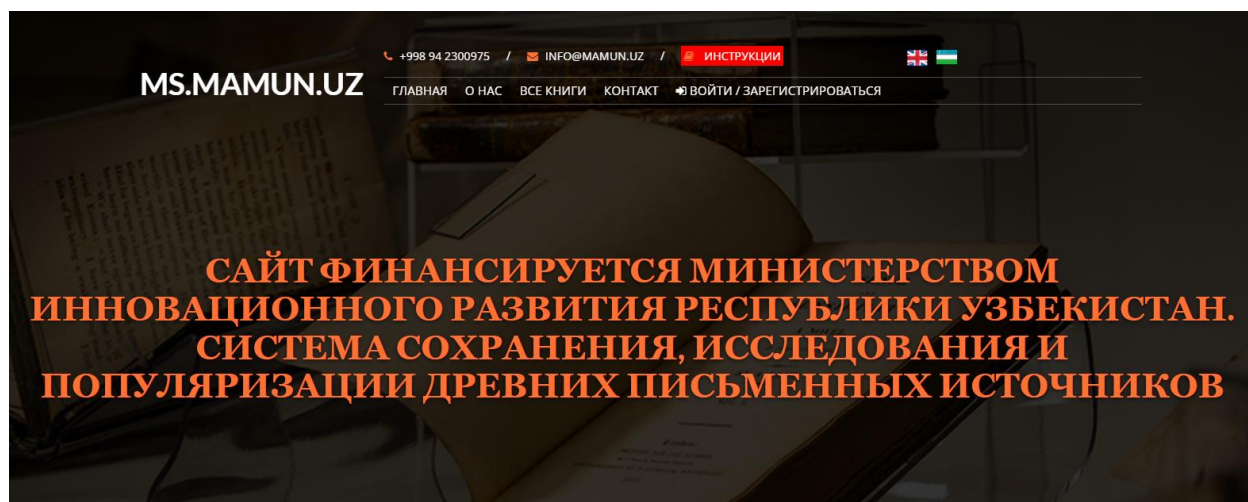 +998 94 2300975 / INFO@MAMUN.UZ / ИНСТРУКЦИИ
MS.MAMUN.UZ
ГЛАВНАЯ О НАС ВСЕ КНИГИ КОНТАКТ ВОЙТИ / ЗАРЕГИСТРИРОВАТЬСЯ
САЙТ ФИНАНСИРУЕТСЯ МИНИСТЕРСТВОМ
ИННОВАЦИОННОГО РАЗВИТИЯ РЕСПУБЛИКИ УЗБЕКИСТАН.
СИСТЕМА СОХРАНЕНИЯ, ИССЛЕДОВАНИЯ И
ПОПУЛЯРИЗАЦИИ ДРЕВНИХ ПИСЬМЕННЫХ ИСТОЧНИКОВ